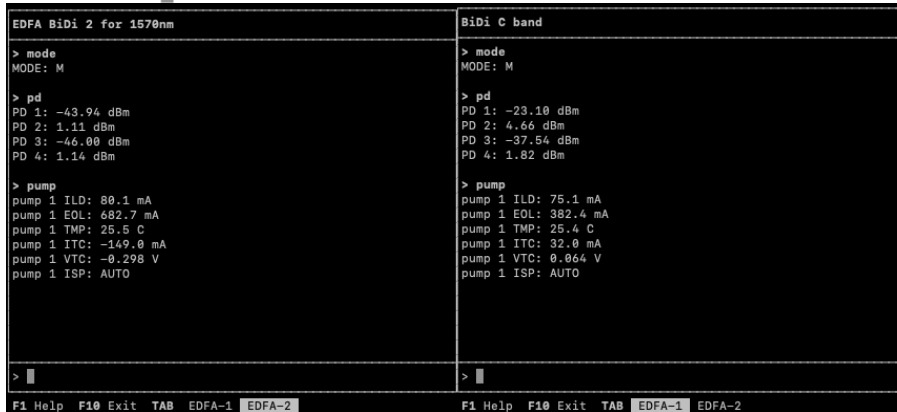 EDFA BiDi 2 for 1570nm
> mode
MODE: M
> pd
PD 1: -43.94 dBm
PD 2: 1.11 dBm
PD 3: -46.00 dBm
PD 4: 1.14 dBm
> pump
pump 1 ILD: 80.1 mA
pump 1 EOL: 682.7 mA
pump 1 TMP: 25.5 C
pump 1 ITC: -149.0 mA
pump 1 VTC: -0.298 V
pump 1 ISP: AUTO
>
F1 Help F10 Exit TAB EDFA-1 EDFA-2
BiDi C band
> mode
MODE: M
> pd
PD 1: -23.10 dBm
PD 2: 4.66 dBm
PD 3: -37.54 dBm
PD 4: 1.82 dBm
> pump
pump 1 ILD: 75.1 mA
pump 1 EOL: 382.4 mA
pump 1 TMP: 25.4 C
pump 1 ITC: 32.0 mA
pump 1 VTC: 0.064 V
pump 1 ISP: AUTO
>
F1 Help F10 Exit TAB EDFA-1 EDFA-2